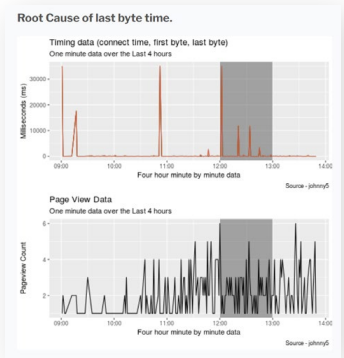 Root Cause of last byte time.
Timing data (connect time, first byte, last byte)
One minute data over the Last 4 hours
Milliseconds (ms)
30000
20000
10000
0
09:00 10:00 11:00 12:00 13:00 14:00
Four hour minute by minute data
Source - johnny5
Page View Data
One minute data over the Last 4 hours
Pageview Count
6
4
2
09:00 10:00 11:00 12:00 13:00 14:00
Four hour minute by minute data
Source - johnny5